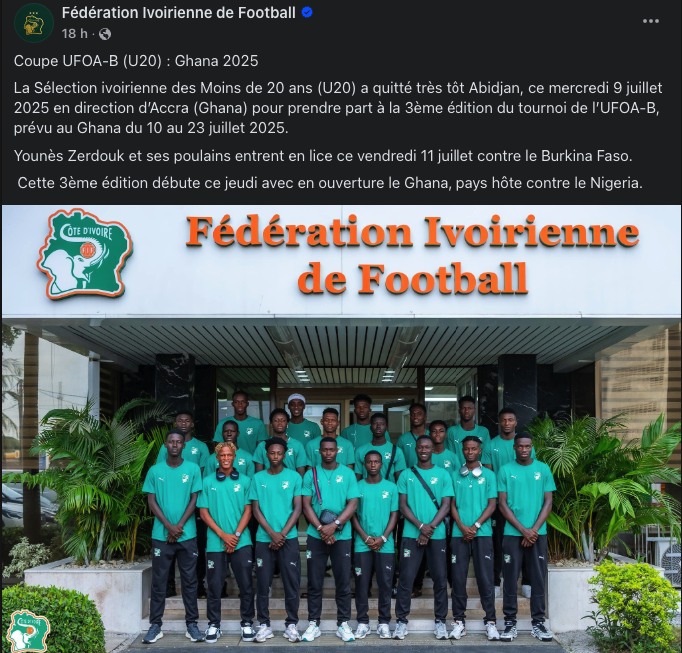 Fédération Ivoirienne de Football
18 h ·
Coupe UFOA-B (U20) : Ghana 2025
La Sélection ivoirienne des Moins de 20 ans (U20) a quitté très tôt Abidjan, ce mercredi 9 juillet
2025 en direction d’Accra (Ghana) pour prendre part à la 3ème édition du tournoi de l’UFOA-B,
prévu au Ghana du 10 au 23 juillet 2025.
Younès Zerdouk et ses poulains entrent en lice ce vendredi 11 juillet contre le Burkina Faso.
Cette 3ème édition débute ce jeudi avec en ouverture le Ghana, pays hôte contre le Nigeria.
CÔTE D'IVOIRE
FIF
Fédération Ivoirienne
de Football